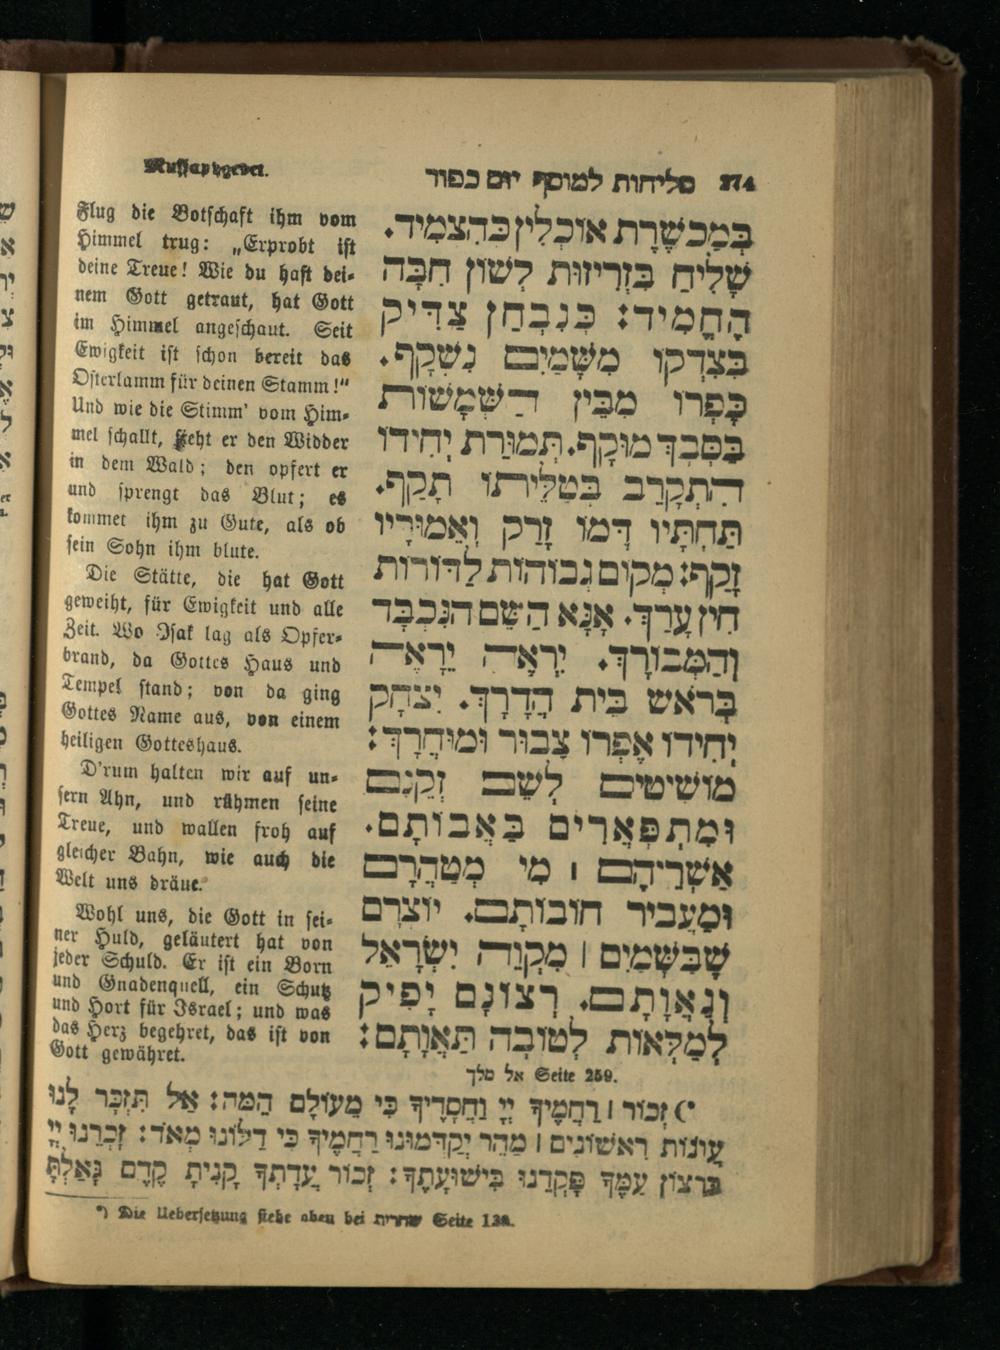 סליחות למוסף יום כפור 274
במַכשֶׁרֶת אוֹכְלִין כְּהִצמִיד.
שָׁלִיחַ בִּזְרִיזוּת לְשׁוֹן חִבָּה
הֶחֱמִיד: כְּנִבְחַן צַדִּיק
בְּצִדְקוֹ מִשָּׁמַיִם נִשְׁקָף.
כָּפְרוֹ מִבֵּין הַשְּׁמָשׁוֹת
בַּסְּבַךְ מוּקָף. תְּמוּרַת יְחִידוֹ
הִתְקָרַב בִּטְלֵיתוֹ תָקַף.
תַּחְתָּיו דָּמוֹ זָרַק וְאֵמוּרָיו
זָקַף: מְקוֹם גְּבוֹהוֹת לַדּוֹרוֹת
חִין עָרַךְ. אָנָּא הַשֵּׁם הַנִּכְבָּד
וְהַמְּבוֹרָךְ. יִרְאֶה יֵרָאֶה
בְּרֹאשׁ בֵּית הֲדָרָךְ. יִצְחָק
יְחִידוֹ אֶפְרוֹ צָבוּר וּמוּחֲרָךְ:
מוֹשִׁיטִים לְשֵׁם זְקֵנִם
וּמִתְפָּאֲרִים בַּאֲבוֹתָם.
אַשְׁרֵיהֶם ׀ מִי מְטַהֲרָם
וּמַעֲבִיר חוֹבוֹתָם. יוֹצְרָם
שֶׁבַּשָּׁמַיִם ׀ מִקְוֵה יִשְׂרָאֵל
וְגַאֲוָתָם. רְצוֹנָם יָפִיק
לְמַלְּאוֹת לְטוֹבָה תַּאֲוָתָם:
אל מלך Seite 259.
Mussaphgebet.
Flug die Botschaft ihm vom
Himmel trug: „Erprobt ist
deine Treue! Wie du hast dei-
nem Gott getraut, hat Gott
im Himmel angeschaut. Seit
Ewigkeit ist schon bereit das
Osterlamm für deinen Stamm!“
Und wie die Stimm’ vom Him-
mel schallt, sieht er den Widder
in dem Wald; den opfert er
und sprengt das Blut; es
kommet ihm zu Gute, als ob
sein Sohn ihm blute.
Die Stätte, die hat Gott
geweiht, für Ewigkeit und alle
Zeit. Wo Isak lag als Opfer-
brand, da Gottes Haus und
Tempel stand; von da ging
Gottes Name aus, von einem
heiligen Gotteshaus.
D’rum halten wir auf un-
sern Ahn, und rühmen seine
Treue, und wallen froh auf
gleicher Bahn, wie auch die
Welt uns dräue.
Wohl uns, die Gott in sei-
ner Huld, geläutert hat von
jeder Schuld. Er ist ein Born
und Gnadenquell, ein Schutz
und Hort für Israel; und was
das Herz begehret, das ist von
Gott gewähret.
*) זְכוֹר ׀ רַחֲמֶיךָ יְיָ וַחֲסָדֶיךָ כִּי מֵעוֹלָם הֵמָּה: אַל תִּזְכָּר לָנוּ
עֲוֹנוֹת רִאשׁוֹנִים ׀ מַהֵר יְקַדְּמוּנוּ רַחֲמֶיךָ כִּי דַלּוֹנוּ מְאֹד: זָכְרֵנוּ יְיָ
בִּרְצוֹן עַמֶּךָ פָּקְדֵנוּ בִּישׁוּעָתֶךָ: זְכוֹר עֲדָתְךָ קָנִיתָ קֶּדֶם גָּאַלְתָּ
*) Die Uebersetzung siehe oben bei שחרית Seite 138.